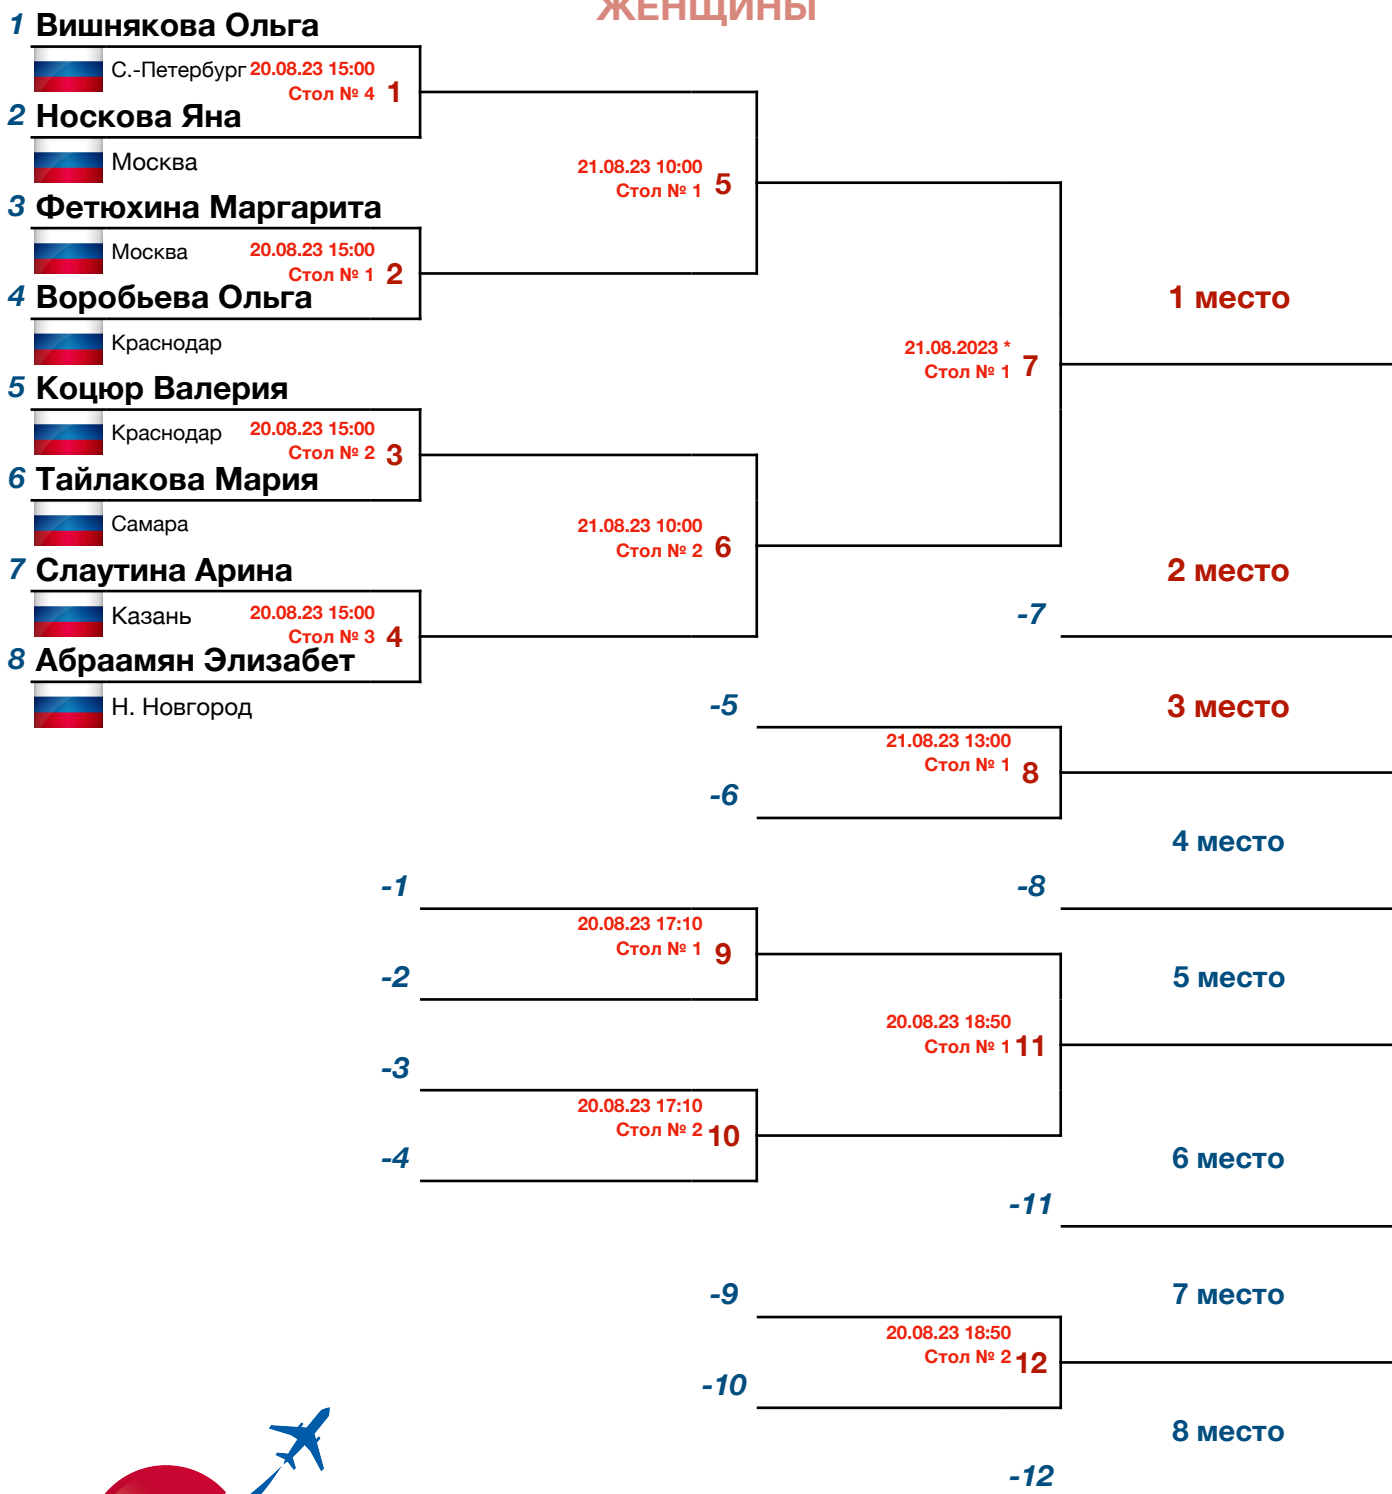 ЖЕНЩИНЫ
1 Вишнякова Ольга
С.-Петербург 20.08.23 15:00
Стол № 4 1
2 Носкова Яна
Москва
21.08.23 10:00
Стол № 1 5
3 Фетюхина Маргарита
Москва 20.08.23 15:00
Стол № 1 2
4 Воробьева Ольга
1 место
Краснодар
21.08.2023 *
Стол № 1 7
5 Коцюр Валерия
Краснодар 20.08.23 15:00
Стол № 2 3
6 Тайлакова Мария
Самара
21.08.23 10:00
Стол № 2 6
7 Слаутина Арина
2 место
Казань 20.08.23 15:00
Стол № 3 4
-7
8 Абраамян Элизабет
Н. Новгород
-5
3 место
21.08.23 13:00
Стол № 1 8
-6
4 место
-1
-8
20.08.23 17:10
Стол № 1 9
-2
5 место
20.08.23 18:50
Стол № 1 11
-3
20.08.23 17:10
Стол № 2 10
-4
6 место
-11
-9
7 место
20.08.23 18:50
Стол № 2 12
-10
8 место
-12